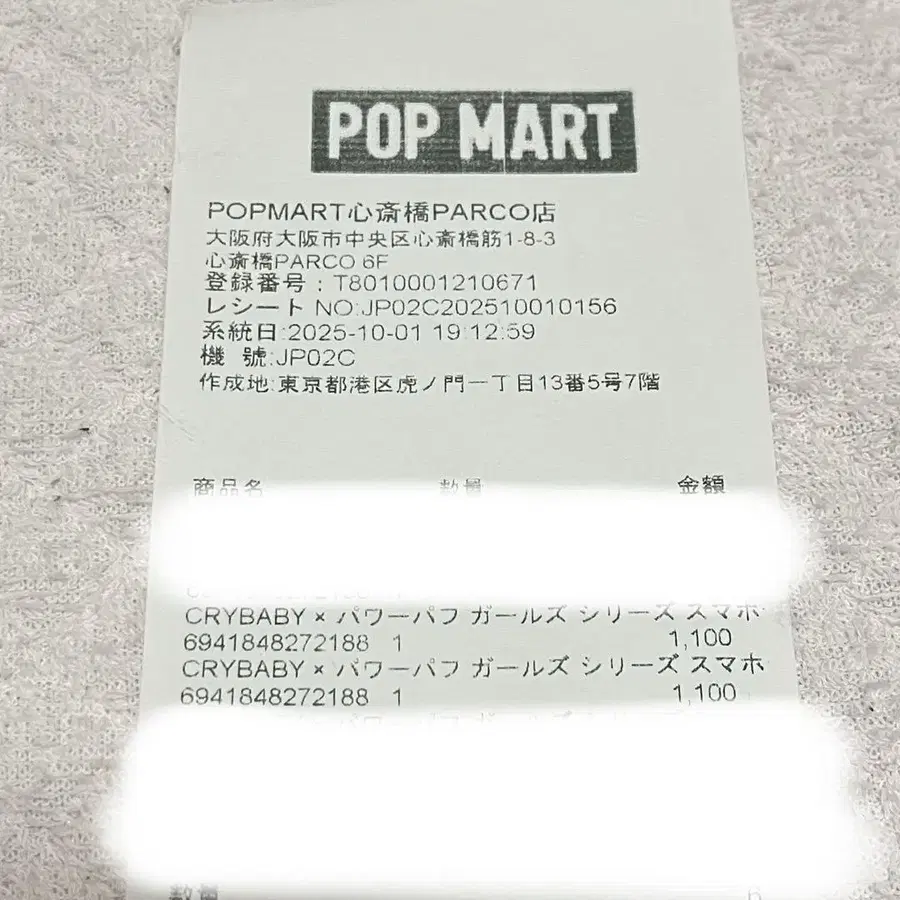 POP MART
POPMART心斎橋PARCO店
大阪府大阪市中央区心斎橋筋1-8-3
心斎橋PARCO 6F
登録番号：T8010001210671
レシート NO:JP02C202510010156
系統日:2025-10-01 19:12:59
機 號:JP02C
作成地:東京都港区虎ノ門一丁目13番5号7階
商品名 数量 金額
CRYBABY × パワーパフ ガールズ シリーズ スマホ
6941848272188 1 1,100
CRYBABY × パワーパフ ガールズ シリーズ スマホ
6941848272188 1 1,100
数量